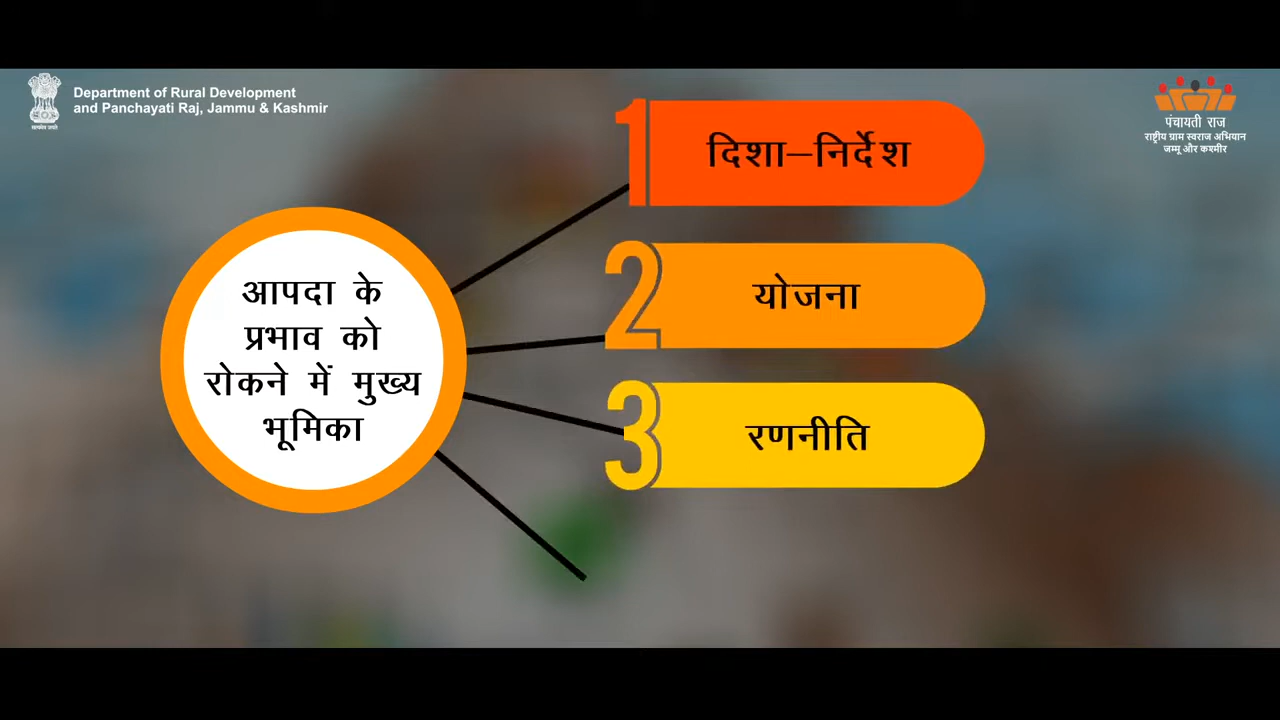 Department of Rural Development
and Panchayati Raj, Jammu & Kashmir
पंचायती राज
राष्ट्रीय ग्राम स्वराज अभियान
जम्मू और कश्मीर
आपदा के
प्रभाव को
रोकने में मुख्य
भूमिका
1
दिशा–निर्देश
2
योजना
3
रणनीति